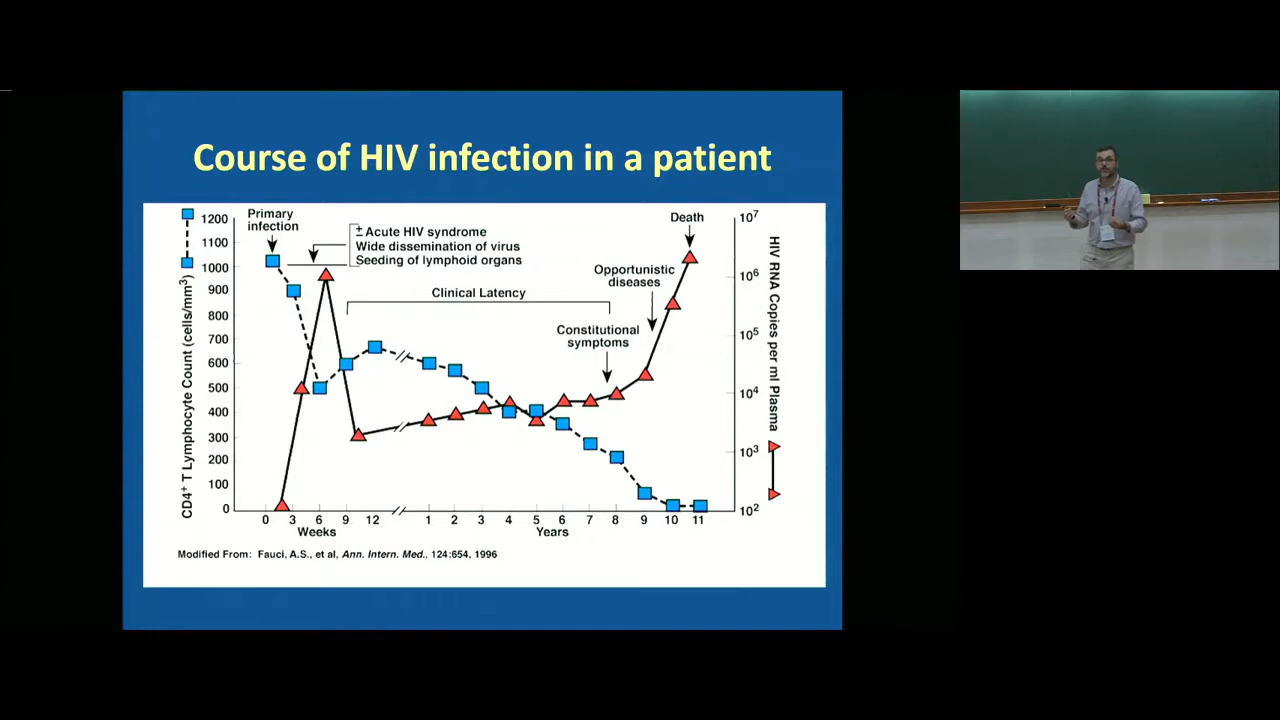 Course of HIV infection in a patient
Primary
infection
± Acute HIV syndrome
Wide dissemination of virus
Seeding of lymphoid organs
Clinical Latency
Constitutional
symptoms
Opportunistic
diseases
Death
CD4⁺ T Lymphocyte Count (cells/mm³)
1200
1100
1000
900
800
700
600
500
400
300
200
100
0
HIV RNA Copies per ml Plasma
10⁷
10⁶
10⁵
10⁴
10³
10²
0 3 6 9 12 1 2 3 4 5 6 7 8 9 10 11
Weeks Years
Modified From: Fauci, A.S., et al, Ann. Intern. Med., 124:654, 1996